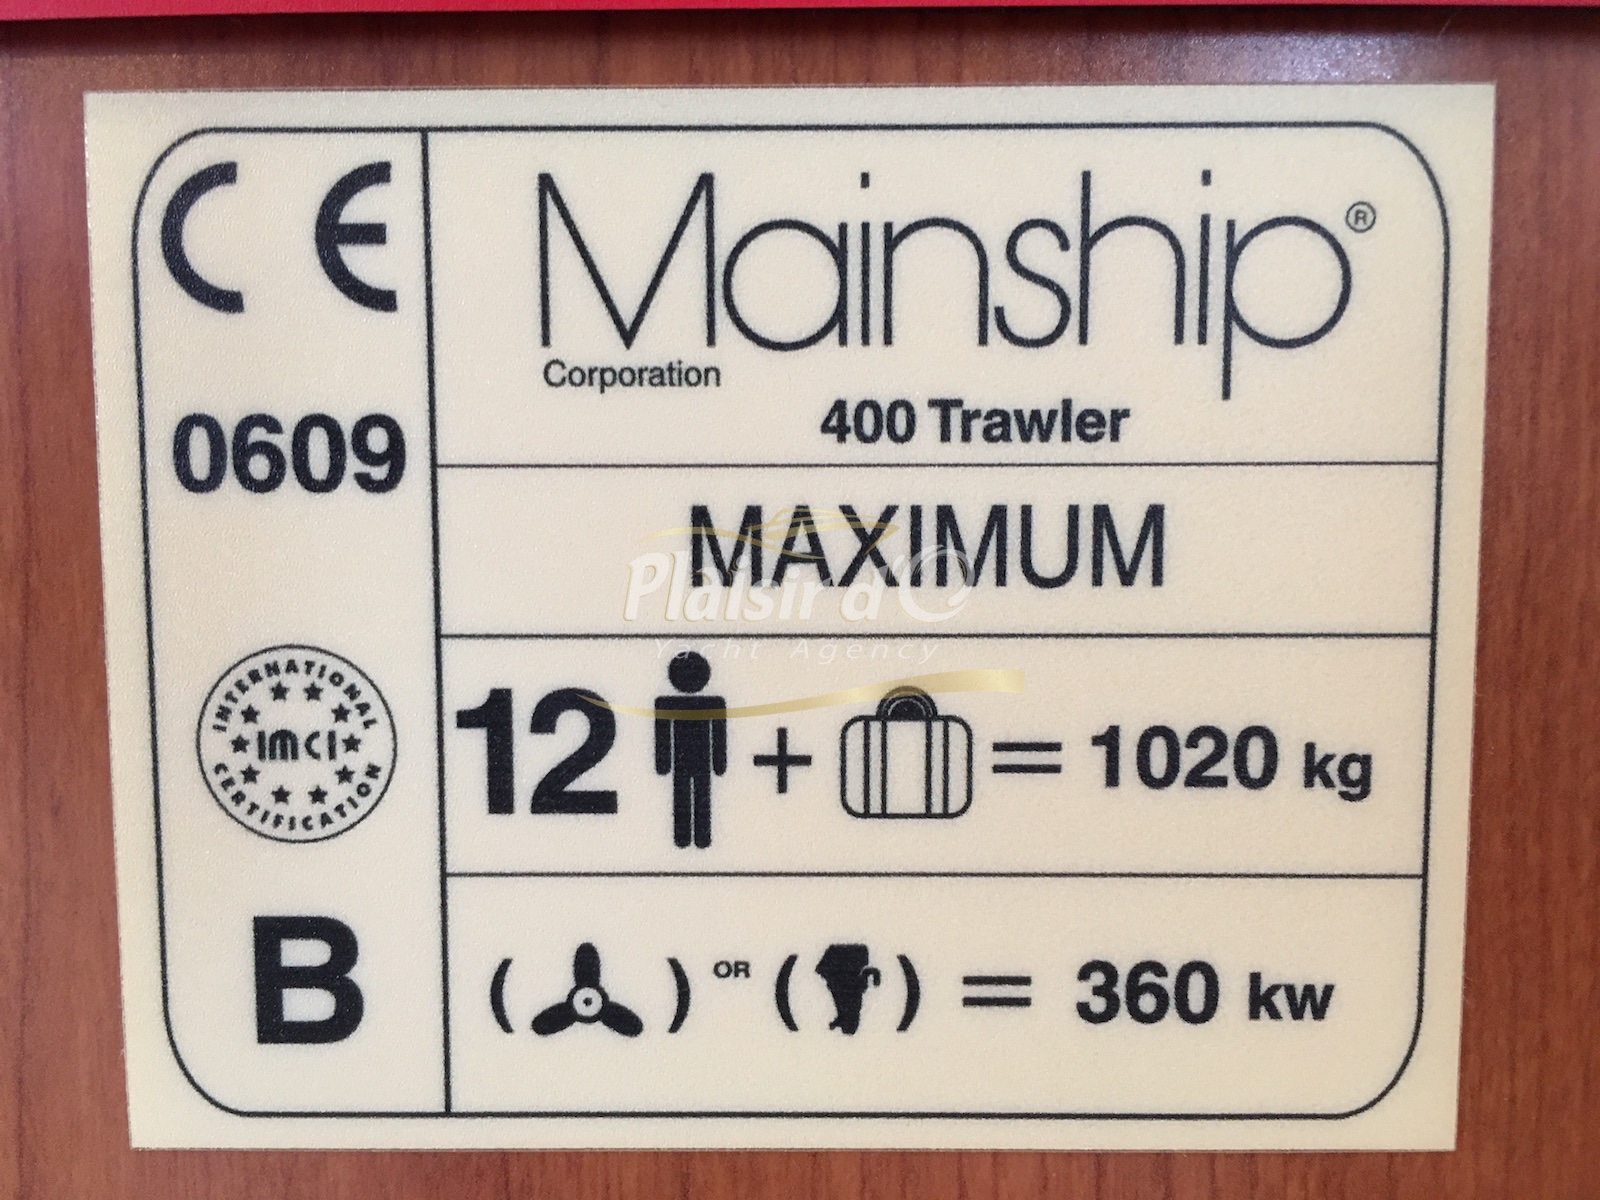 CE
0609
INTERNATIONAL
IMCI
CERTIFICATION
B
Mainship®
Corporation
400 Trawler
MAXIMUM
Plaisir d'O
Yacht Agency
12 + = 1020 kg
( ) OR ( ) = 360 kw